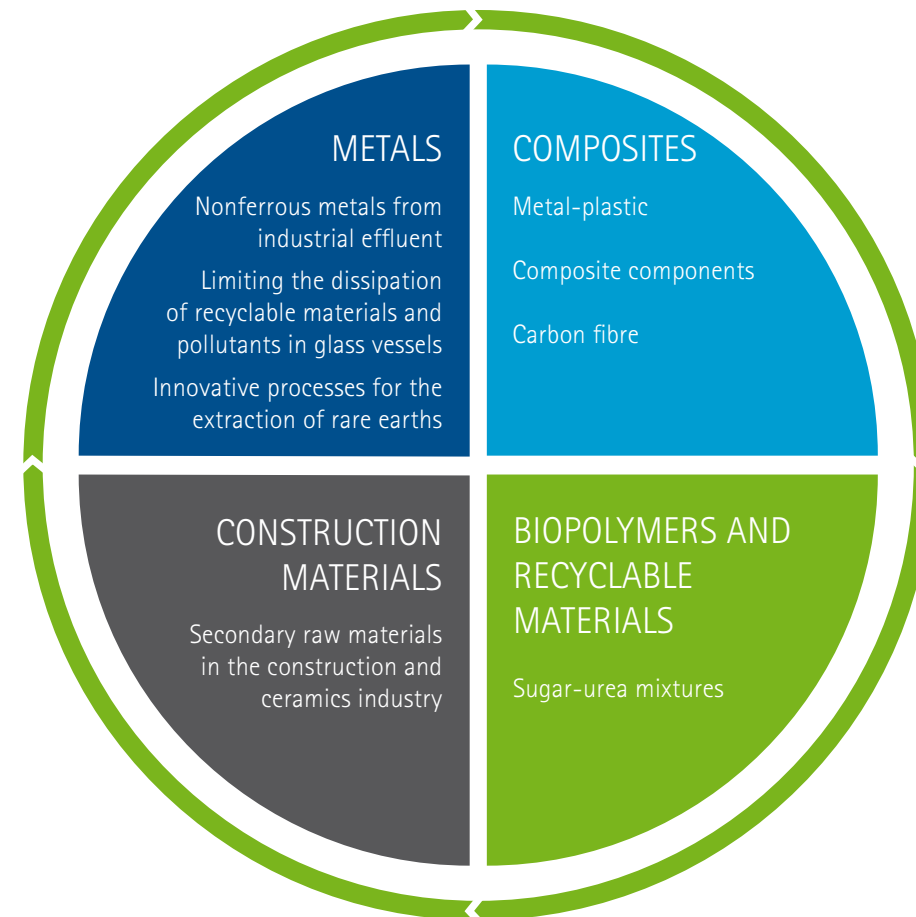 METALS
Nonferrous metals from
industrial effluent
Limiting the dissipation
of recyclable materials and
pollutants in glass vessels
Innovative processes for the
extraction of rare earths
COMPOSITES
Metal-plastic
Composite components
Carbon fibre
CONSTRUCTION
MATERIALS
Secondary raw materials
in the construction and
ceramics industry
BIOPOLYMERS AND
RECYCLABLE
MATERIALS
Sugar-urea mixtures